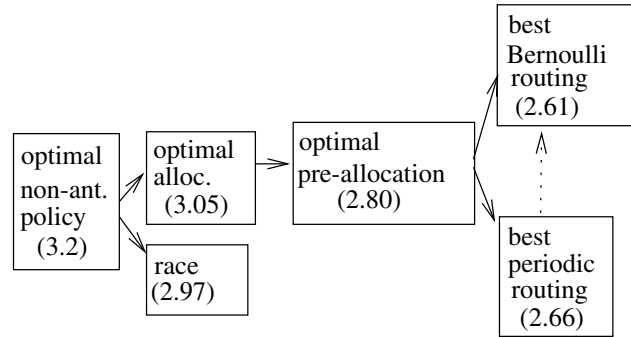 optimal
non-ant.
policy
(3.2)
optimal
alloc.
(3.05)
race
(2.97)
optimal
pre-allocation
(2.80)
best
Bernoulli
routing
(2.61)
best
periodic
routing
(2.66)